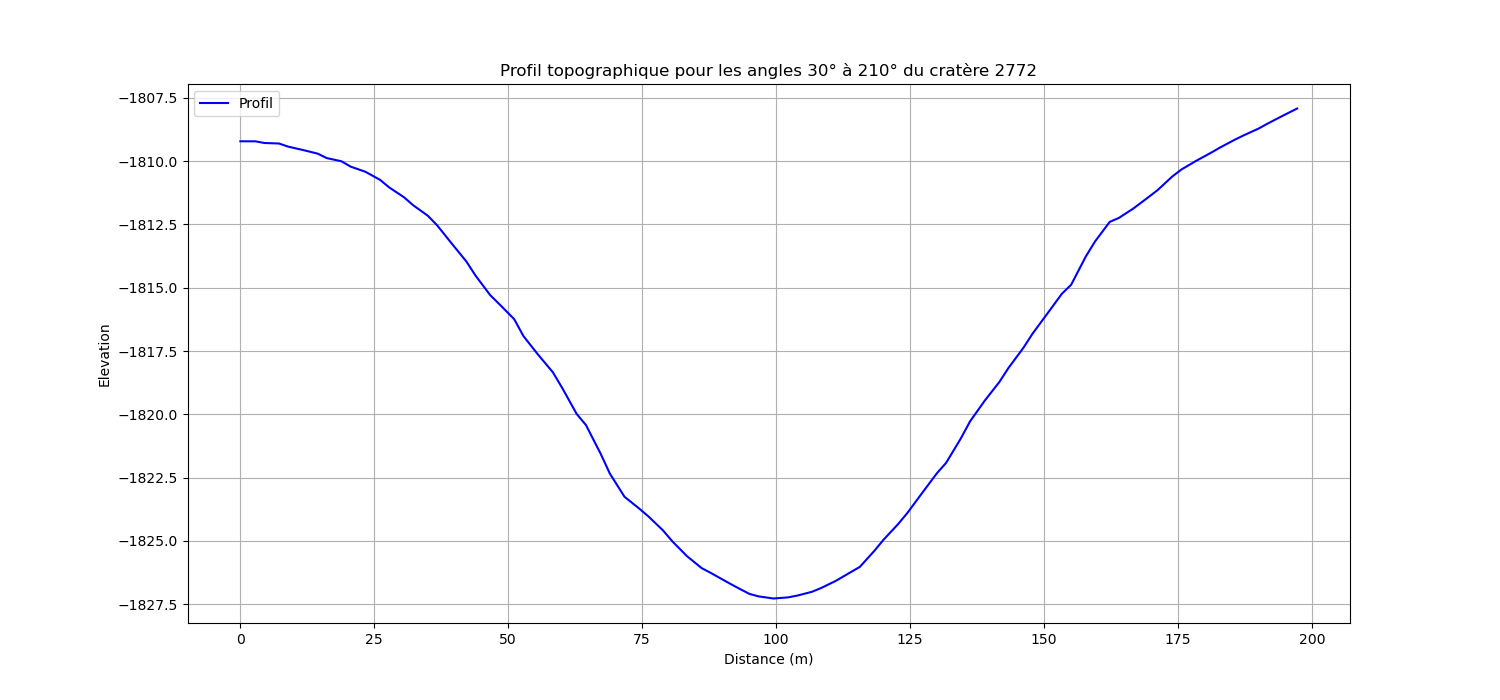 Profil topographique pour les angles 30° à 210° du cratère 2772
Profil
−1807.5
−1810.0
−1812.5
−1815.0
−1817.5
−1820.0
−1822.5
−1825.0
−1827.5
Elevation
0 25 50 75 100 125 150 175 200
Distance (m)